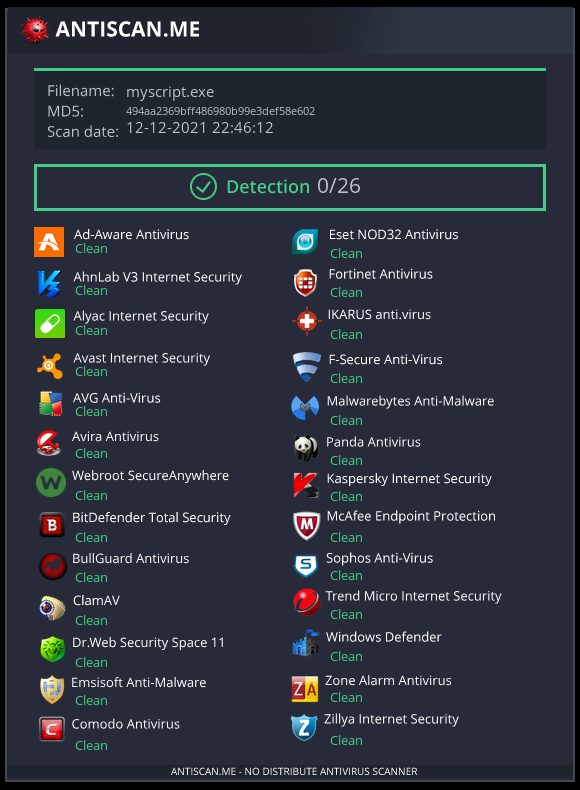 ANTISCAN.ME
Filename: myscript.exe
MD5: 494aa2369bff486980b99e3def58e602
Scan date: 12-12-2021 22:46:12
Detection 0/26
Ad-Aware Antivirus
Clean
AhnLab V3 Internet Security
Clean
Alyac Internet Security
Clean
Avast Internet Security
Clean
AVG Anti-Virus
Clean
Avira Antivirus
Clean
W
Webroot SecureAnywhere
Clean
B
BitDefender Total Security
Clean
BullGuard Antivirus
Clean
ClamAV
Clean
Dr.Web Security Space 11
Clean
Emsisoft Anti-Malware
Clean
C
Comodo Antivirus
Clean
Eset NOD32 Antivirus
Clean
Fortinet Antivirus
Clean
IKARUS anti.virus
Clean
F-Secure Anti-Virus
Clean
Malwarebytes Anti-Malware
Clean
Panda Antivirus
Clean
Kaspersky Internet Security
Clean
McAfee Endpoint Protection
Clean
S
Sophos Anti-Virus
Clean
Trend Micro Internet Security
Clean
Windows Defender
Clean
ZA
Zone Alarm Antivirus
Clean
Z
Zillya Internet Security
Clean
ANTISCAN.ME - NO DISTRIBUTE ANTIVIRUS SCANNER